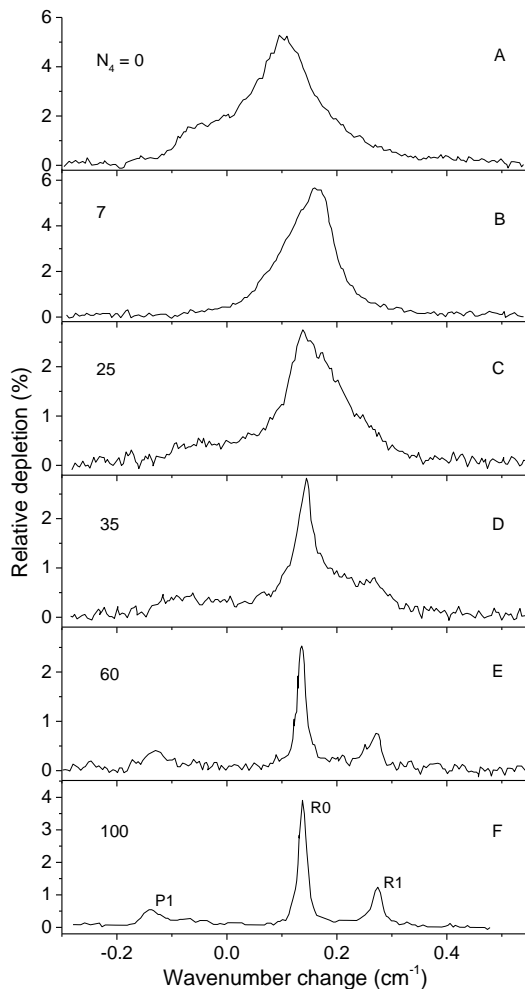 6
4
2
0
N₄ = 0
A
6
4
2
0
7
B
2
1
0
25
C
2
1
0
35
D
2
1
0
60
E
4
3
2
1
0
100
F
P1
R0
R1
-0.2 0.0 0.2 0.4
Wavenumber change (cm⁻¹)
Relative depletion (%)